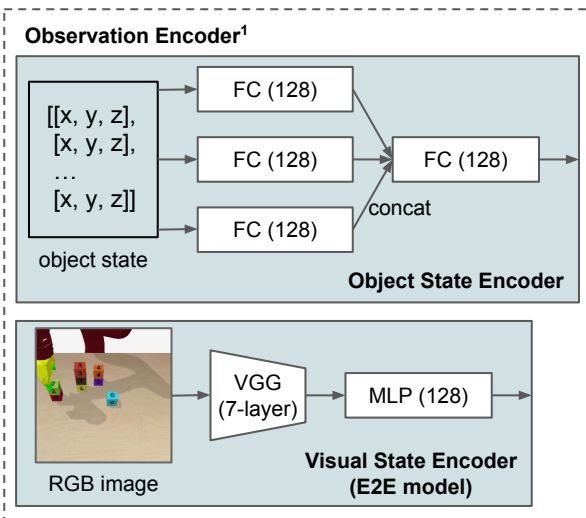 Observation Encoder1
[[x, y, z],
[x, y, z],
…
[x, y, z]]
object state
FC (128)
FC (128)
FC (128)
concat
FC (128)
Object State Encoder
RGB image
VGG
(7-layer)
MLP (128)
Visual State Encoder
(E2E model)